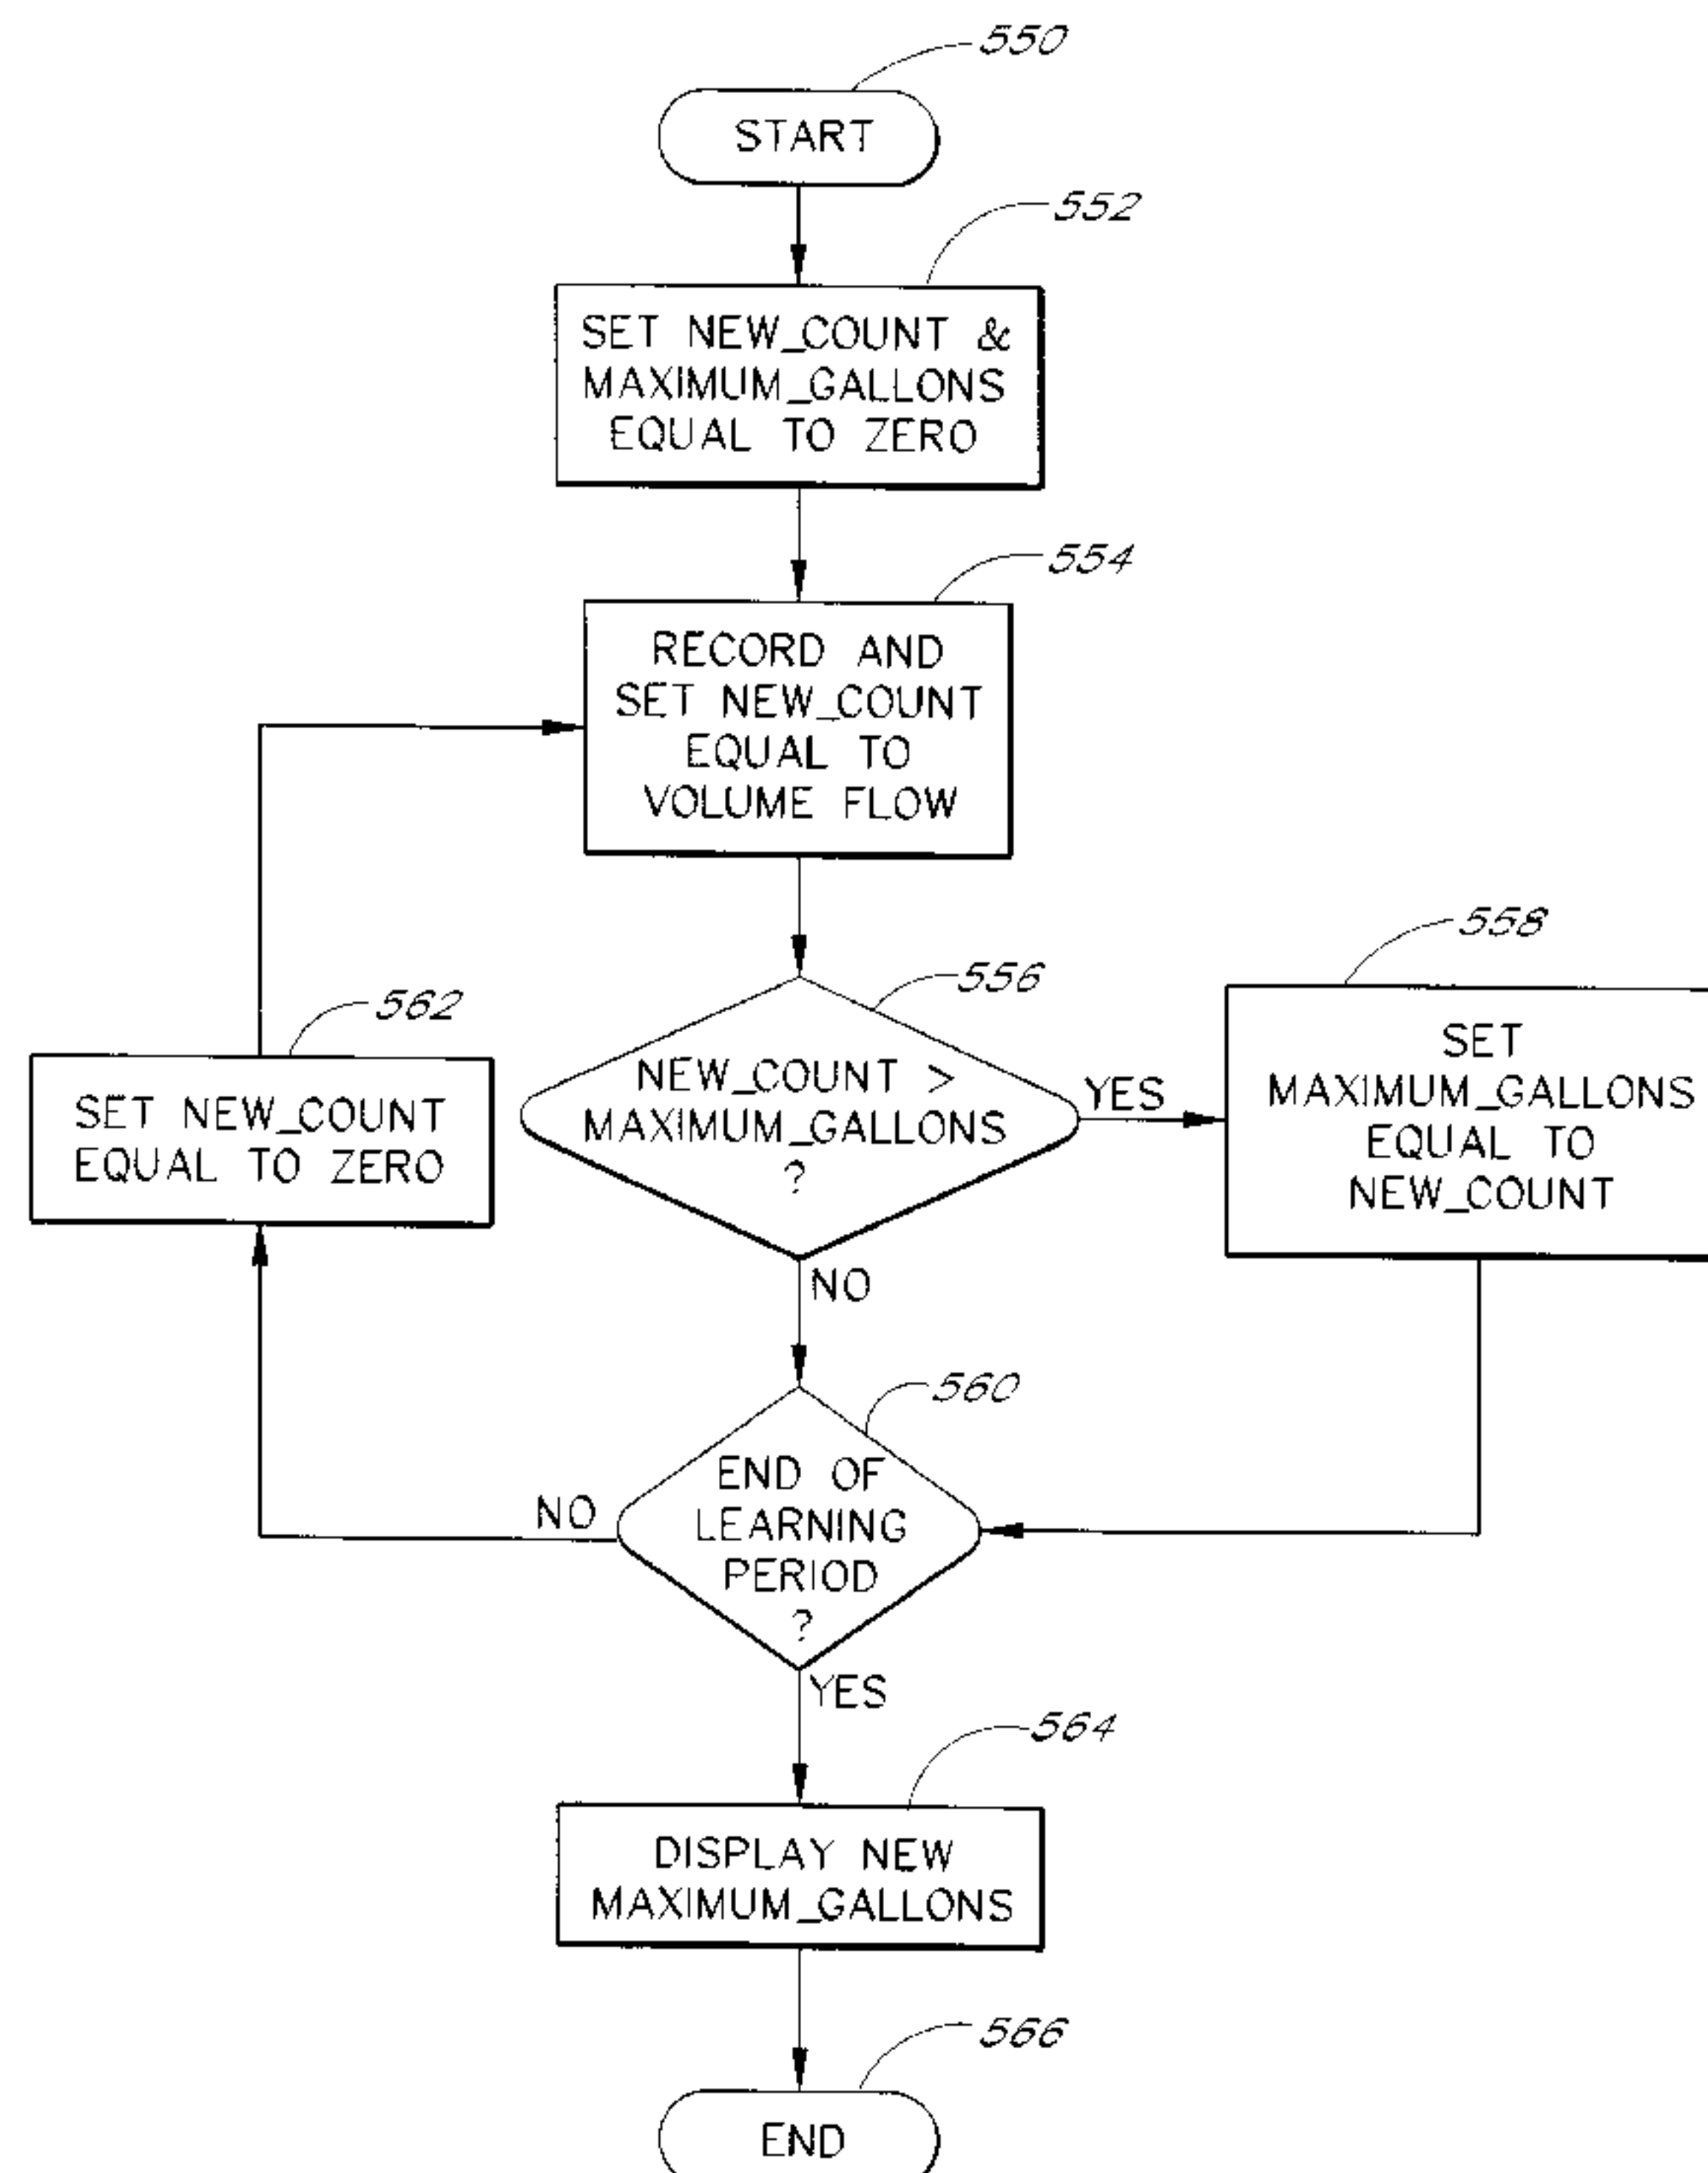 550
START
552
SET NEW_COUNT &
MAXIMUM_GALLONS
EQUAL TO ZERO
554
RECORD AND
SET NEW_COUNT
EQUAL TO
VOLUME FLOW
556
NEW_COUNT >
MAXIMUM_GALLONS
?
YES
NO
558
SET
MAXIMUM_GALLONS
EQUAL TO
NEW_COUNT
562
SET NEW_COUNT
EQUAL TO ZERO
560
END OF
LEARNING
PERIOD
?
NO
YES
564
DISPLAY NEW
MAXIMUM_GALLONS
566
END